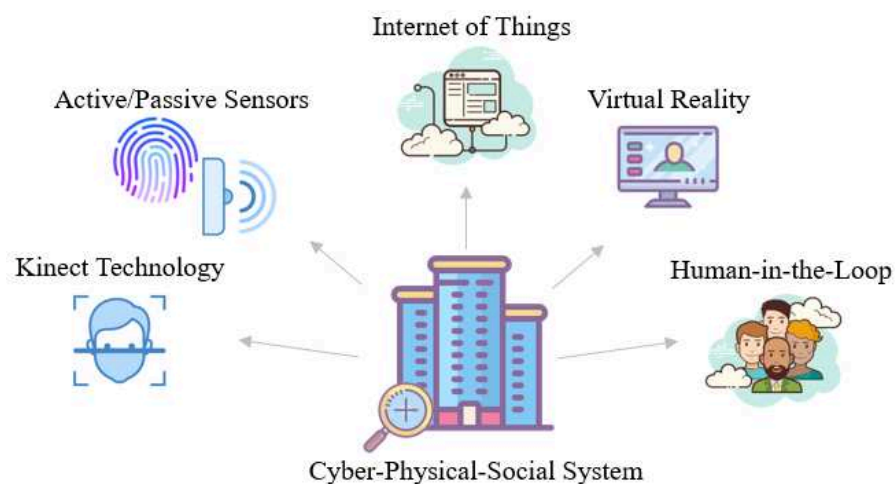 Internet of Things
Active/Passive Sensors
Virtual Reality
Kinect Technology
Human-in-the-Loop
Cyber-Physical-Social System